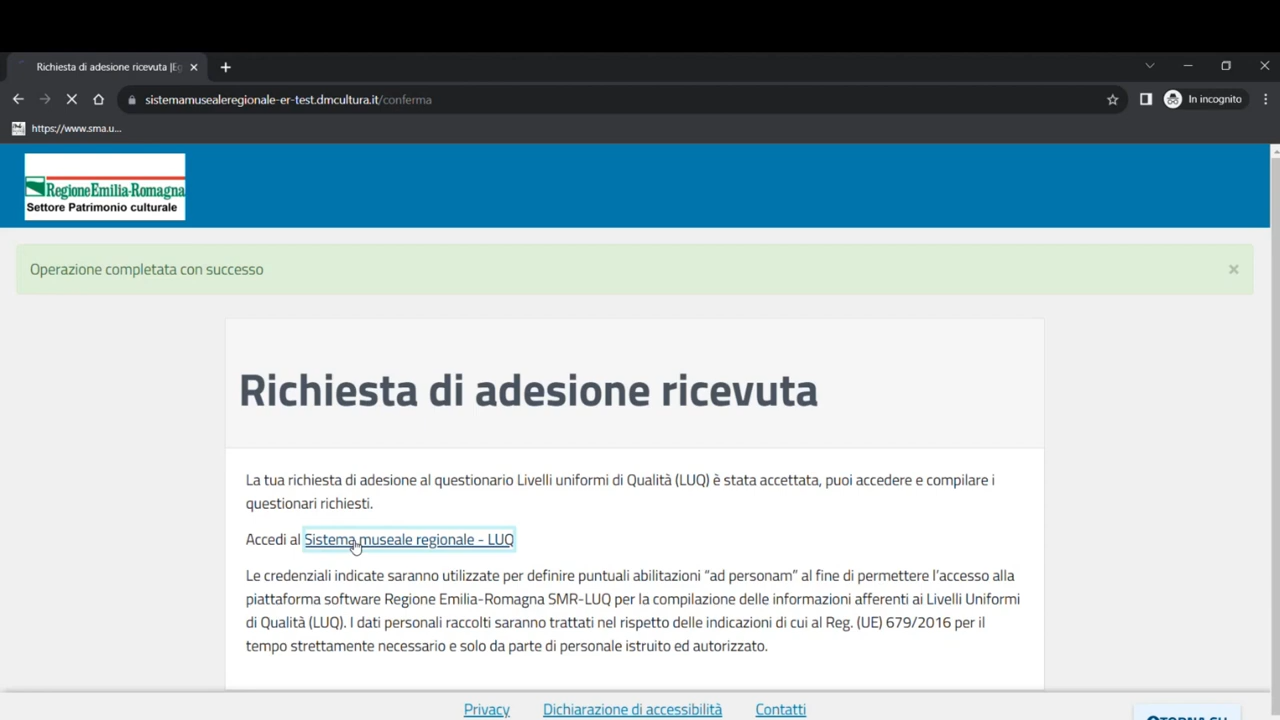 Richiesta di adesione ricevuta |Eg
sistemamusealeregionale-er-test.dmcultura.it/conferma
In incognito
https://www.sma.u...
RegioneEmilia-Romagna
Settore Patrimonio culturale
Operazione completata con successo
Richiesta di adesione ricevuta
La tua richiesta di adesione al questionario Livelli uniformi di Qualità (LUQ) è stata accettata, puoi accedere e compilare i
questionari richiesti.
Accedi al Sistema museale regionale - LUQ
Le credenziali indicate saranno utilizzate per definire puntuali abilitazioni “ad personam” al fine di permettere l’accesso alla
piattaforma software Regione Emilia-Romagna SMR-LUQ per la compilazione delle informazioni afferenti ai Livelli Uniformi
di Qualità (LUQ). I dati personali raccolti saranno trattati nel rispetto delle indicazioni di cui al Reg. (UE) 679/2016 per il
tempo strettamente necessario e solo da parte di personale istruito ed autorizzato.
Privacy Dichiarazione di accessibilità Contatti
TORNA SU